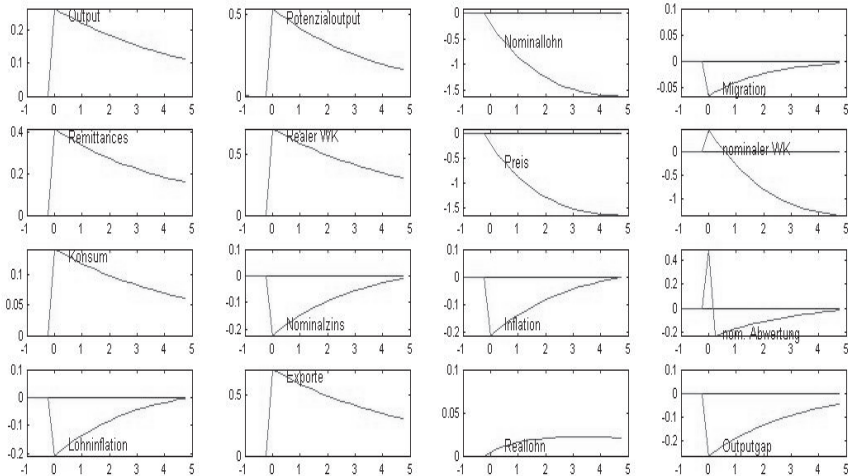 Output
Potenzialoutput
Nominallohn
Migration
0.2
0.1
0
-1 0 1 2 3 4 5
0.5
0
-1 0 1 2 3 4 5
0
-0.5
-1
-1.5
-1 0 1 2 3 4 5
0.1
0.05
0
-0.05
-1 0 1 2 3 4 5
Remittances
Realer WK
Preis
nominaler WK
0.4
0.2
0
-1 0 1 2 3 4 5
0.5
0
-1 0 1 2 3 4 5
0
-0.5
-1
-1.5
-1 0 1 2 3 4 5
0
-1
-1 0 1 2 3 4 5
Konsum
Nominalzins
Inflation
nom. Abwertung
0.1
0.05
0
-1 0 1 2 3 4 5
0.1
0
-0.1
-0.2
-1 0 1 2 3 4 5
0.1
0
-0.1
-0.2
-1 0 1 2 3 4 5
0.4
0.2
0
-0.2
-1 0 1 2 3 4 5
Lohninflation
Exporte
Reallohn
Outputgap
0.1
0
-0.1
-0.2
-1 0 1 2 3 4 5
0.5
0
-1 0 1 2 3 4 5
0.1
0.05
0
-1 0 1 2 3 4 5
0.1
0
-0.1
-0.2
-1 0 1 2 3 4 5